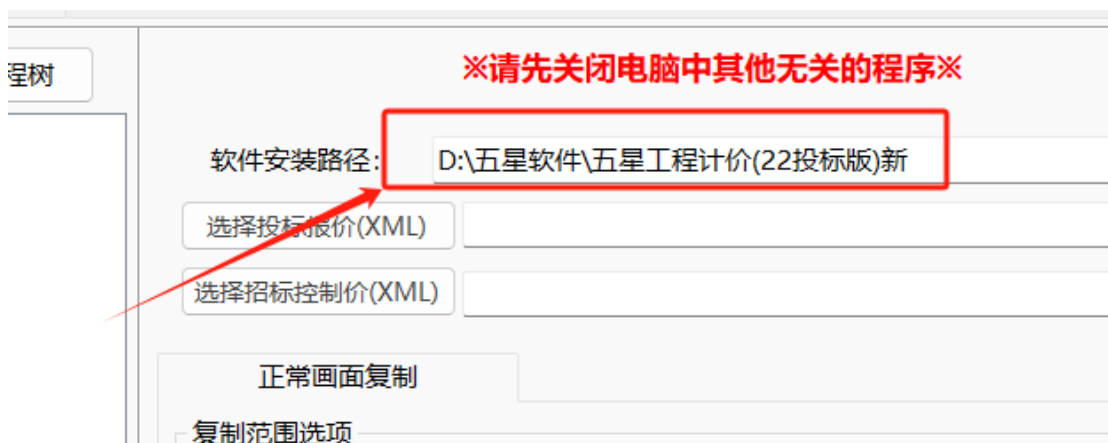 ※请先关闭电脑中其他无关的程序※
程树
软件安装路径： D:\五星软件\五星工程计价(22投标版)新
选择投标报价(XML)
选择招标控制价(XML)
正常画面复制
复制范围选项